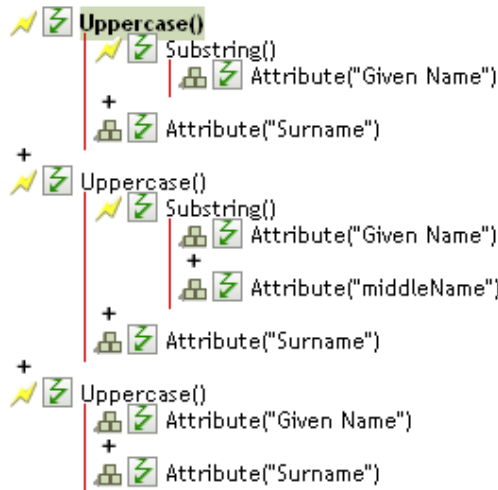 Uppercase()
Substring()
Attribute("Given Name")
+
Attribute("Surname")
+
Uppercase()
Substring()
Attribute("Given Name")
+
Attribute("middleName")
+
Attribute("Surname")
+
Uppercase()
Attribute("Given Name")
+
Attribute("Surname")